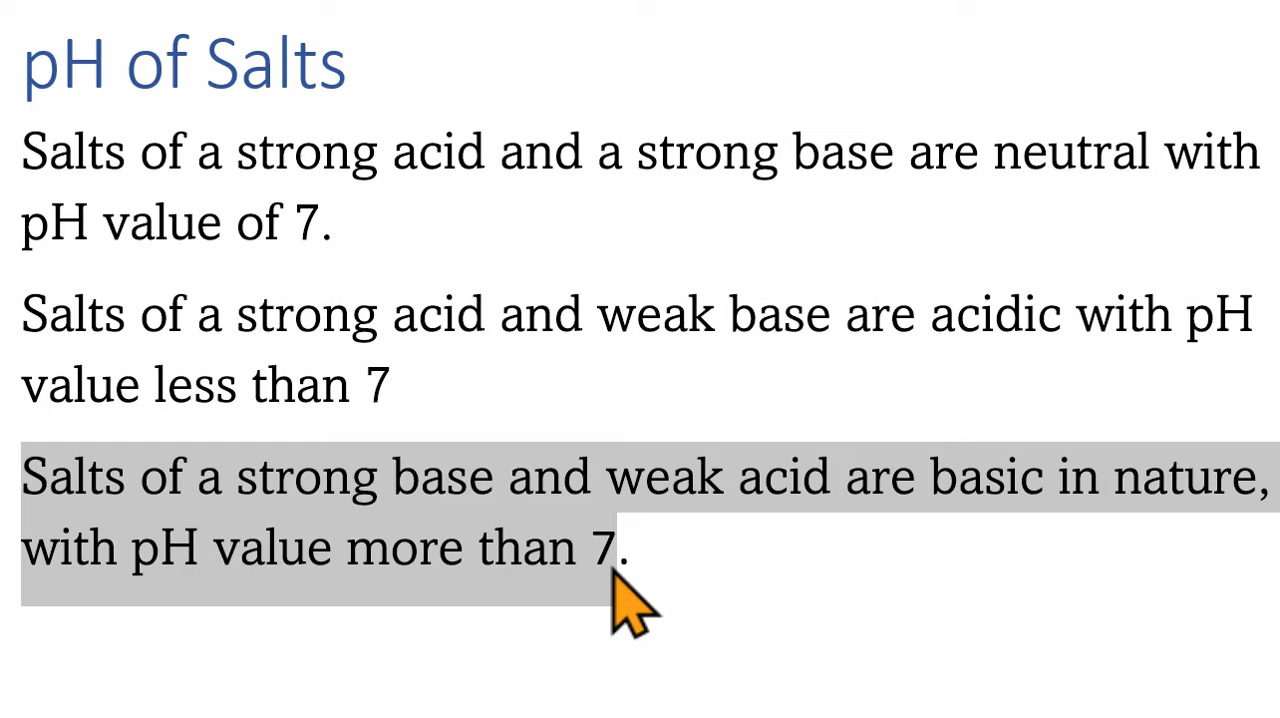 pH of Salts
Salts of a strong acid and a strong base are neutral with
pH value of 7.
Salts of a strong acid and weak base are acidic with pH
value less than 7
Salts of a strong base and weak acid are basic in nature,
with pH value more than 7.